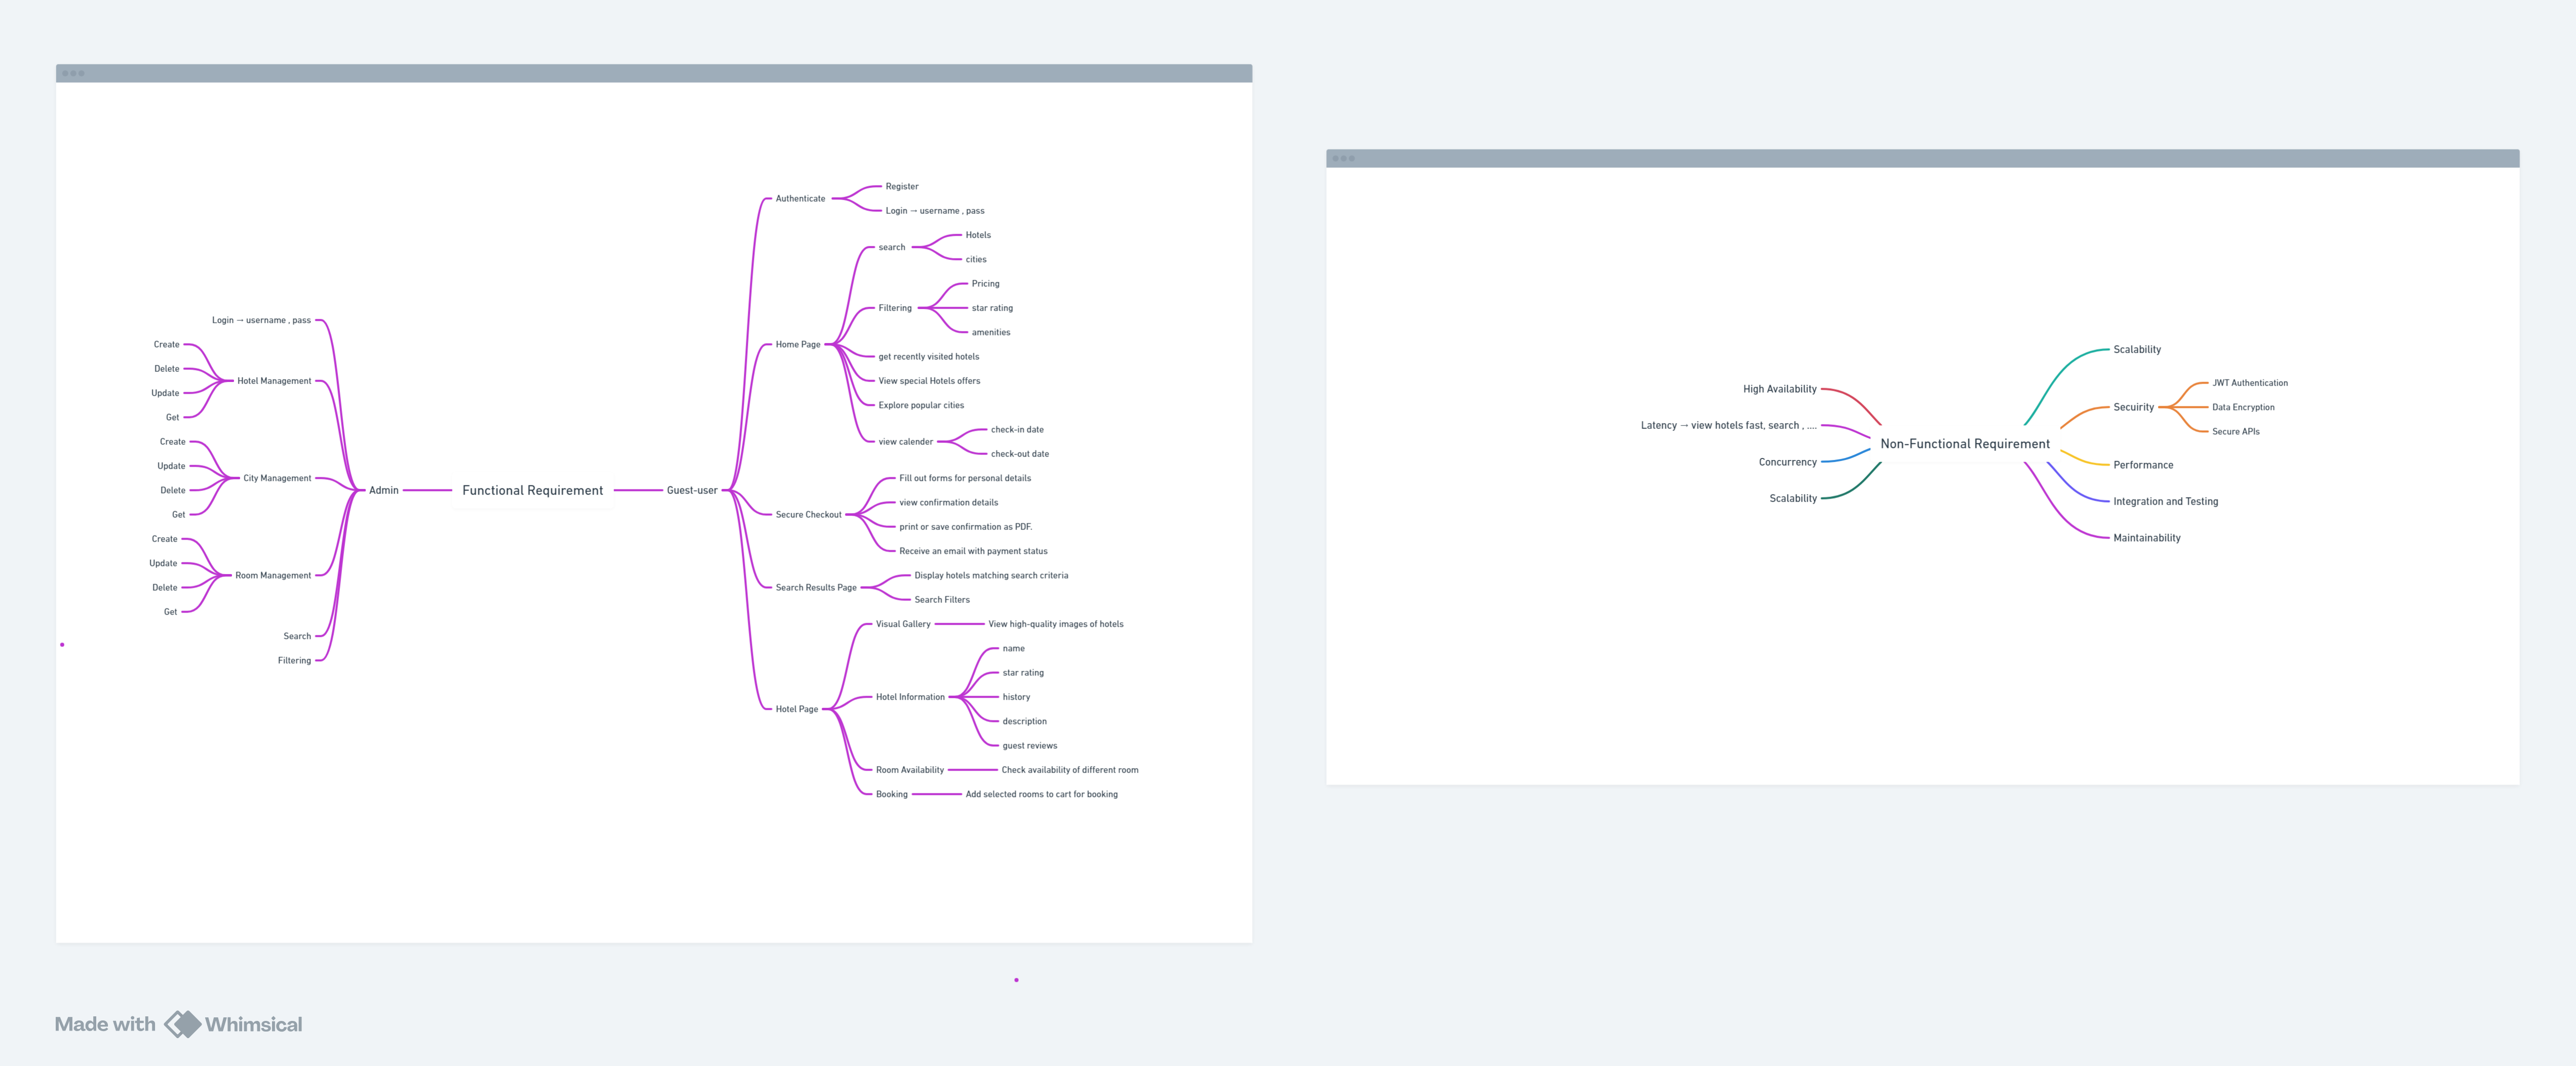 Login → username , pass
Create
Delete
Hotel Management
Update
Get
Create
Update
City Management
Delete
Get
Create
Update
Room Management
Delete
Get
Search
Filtering
Admin
Functional Requirement
Guest-user
Authenticate
Register
Login → username , pass
Home Page
search
Hotels
cities
Filtering
Pricing
star rating
amenities
get recently visited hotels
View special Hotels offers
Explore popular cities
view calender
check-in date
check-out date
Secure Checkout
Fill out forms for personal details
view confirmation details
print or save confirmation as PDF.
Receive an email with payment status
Search Results Page
Display hotels matching search criteria
Search Filters
Hotel Page
Visual Gallery
View high-quality images of hotels
Hotel Information
name
star rating
history
description
guest reviews
Room Availability
Check availability of different room
Booking
Add selected rooms to cart for booking
High Availability
Latency → view hotels fast, search , ....
Concurrency
Scalability
Non-Functional Requirement
Scalability
Secuirity
JWT Authentication
Data Encryption
Secure APIs
Performance
Integration and Testing
Maintainability
Made with Whimsical